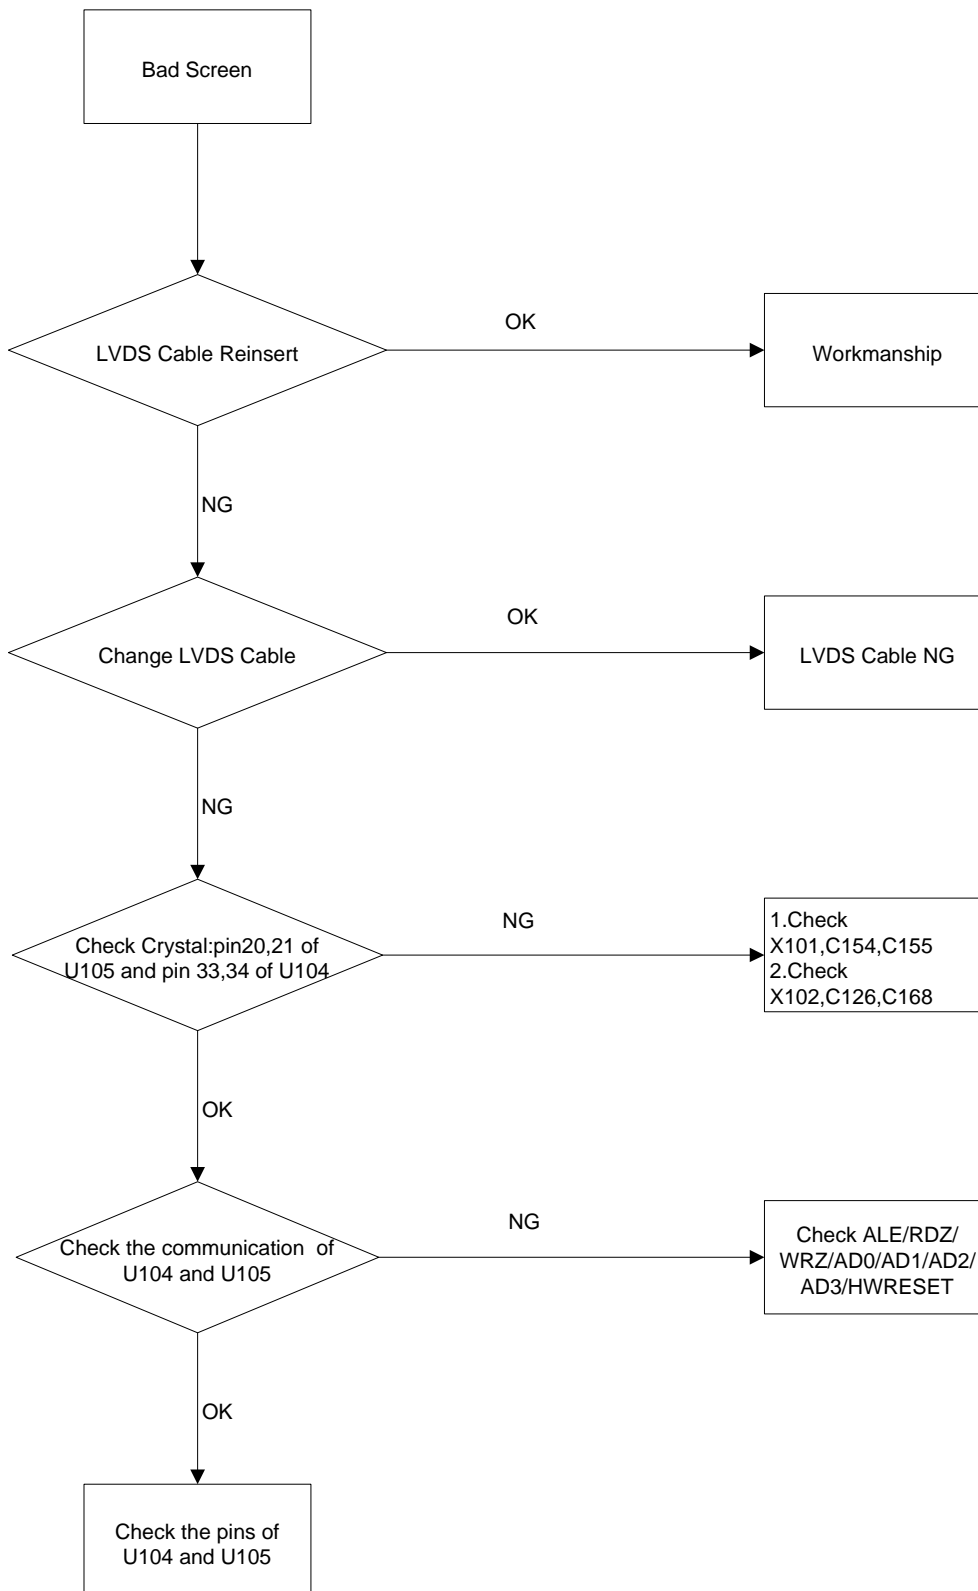 Bad Screen
LVDS Cable Reinsert
OK
Workmanship
NG
Change LVDS Cable
OK
LVDS Cable NG
NG
Check Crystal:pin20,21 of
U105 and pin 33,34 of U104
NG
1.Check
X101,C154,C155
2.Check
X102,C126,C168
OK
Check the communication  of
U104 and U105
NG
Check ALE/RDZ/
WRZ/AD0/AD1/AD2/
AD3/HWRESET
OK
Check the pins of
U104 and U105